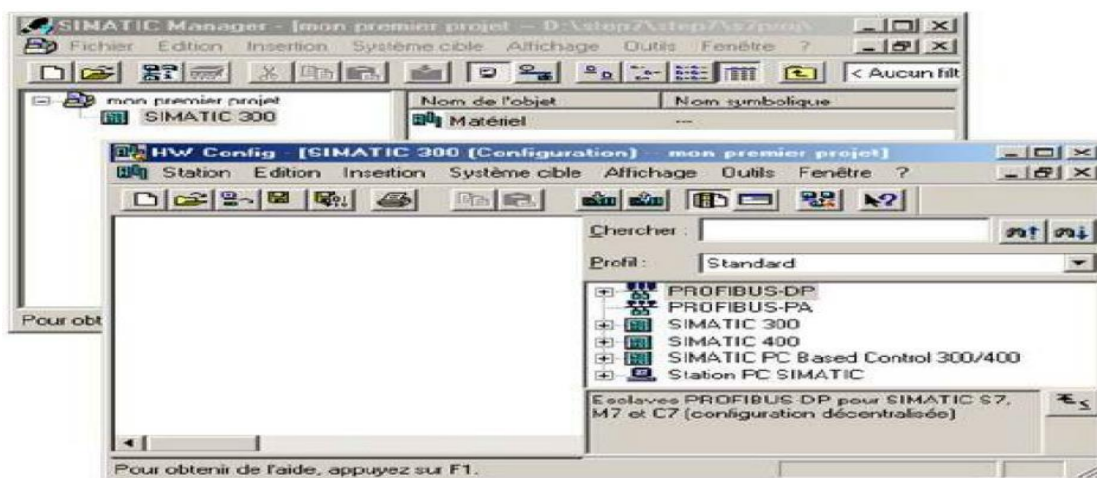 SIMATIC Manager - [mon premier projet -- D:\
Fichier Edition Insertion Système cible Affichage Outils Fenêtre ?
< Aucun filt
mon premier projet
SIMATIC 300
Nom de l'objet Nom symbolique
Matériel ---
HW Config - [SIMATIC 300 (Configuration) -- mon premier projet]
Station Edition Insertion Système cible Affichage Outils Fenêtre ?
Chercher :
Profil : Standard
PROFIBUS-DP
PROFIBUS-PA
SIMATIC 300
SIMATIC 400
SIMATIC PC Based Control 300/400
Station PC SIMATIC
Esclaves PROFIBUS DP pour SIMATIC S7,
M7 et C7 (configuration décentralisée)
Pour obt
Pour obtenir de l'aide, appuyez sur F1.